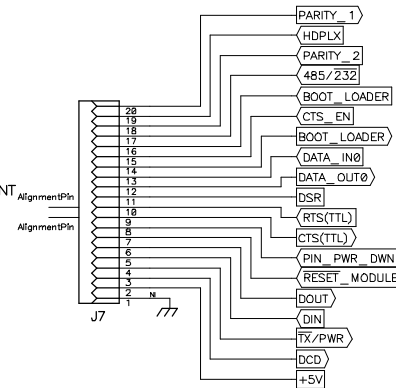 PARITY_1
HDPLX
PARITY_2
485/232
BOOT_LOADER
CTS_EN
BOOT_LOADER
DATA_IN0
DATA_OUT0
DSR
RTS(TTL)
CTS(TTL)
PIN_PWR_DWN
RESET_MODULE
DOUT
DIN
TX/PWR
DCD
+5V
20
19
18
17
16
15
14
13
12
11
10
9
8
7
6
5
4
3
2
1
NI
NT
AlignmentPin
AlignmentPin
J7